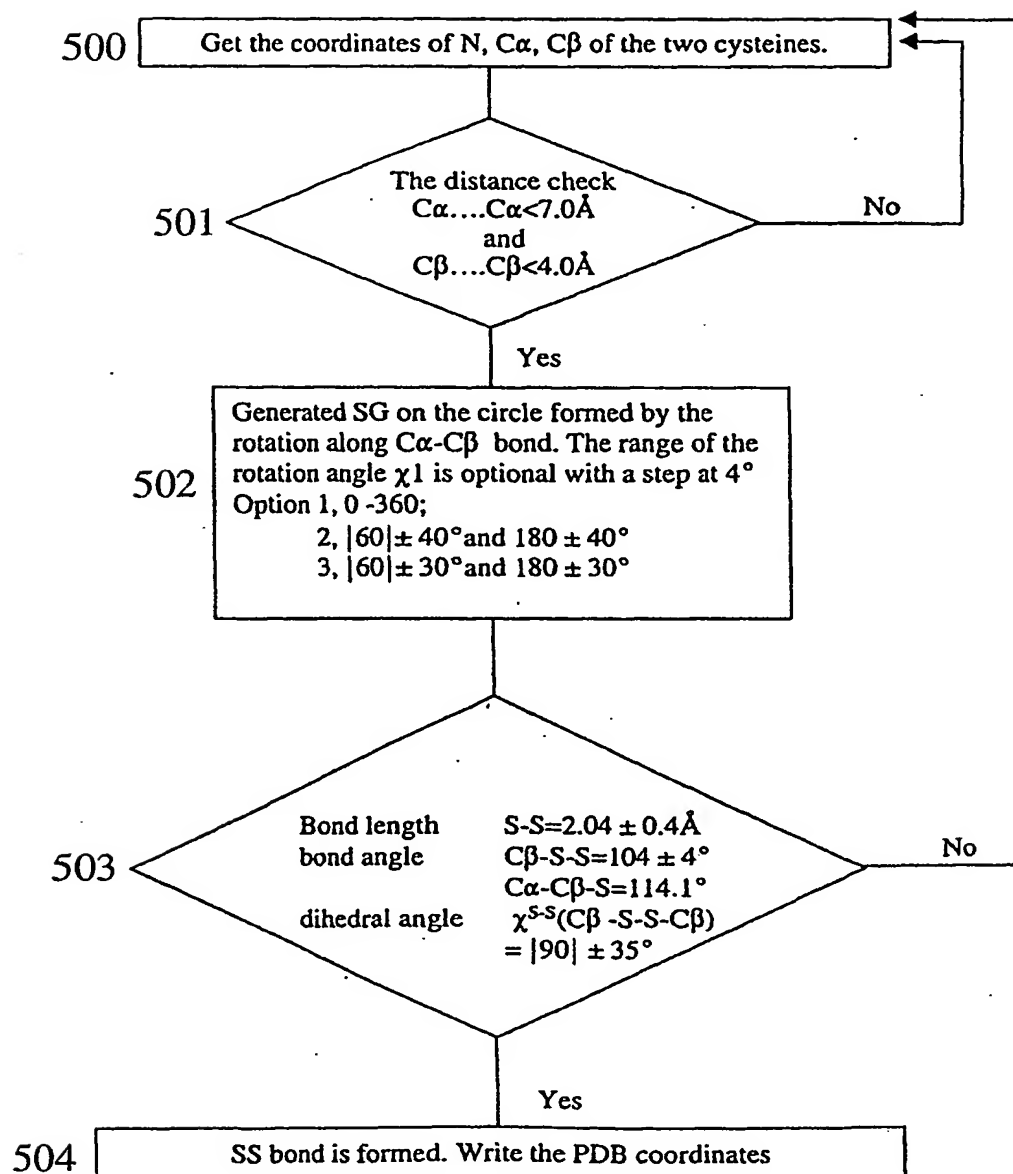 500
Get the coordinates of N, Cα, Cβ of the two cysteines.
501
The distance check
Cα....Cα<7.0Å
and
Cβ....Cβ<4.0Å
No
Yes
502
Generated SG on the circle formed by the
rotation along Cα-Cβ bond. The range of the
rotation angle χ1 is optional with a step at 4°
Option 1, 0 -360;
2, |60| ± 40° and 180 ± 40°
3, |60| ± 30° and 180 ± 30°
503
Bond length S-S=2.04 ± 0.4Å
bond angle Cβ-S-S=104 ± 4°
Cα-Cβ-S=114.1°
dihedral angle χS-S(Cβ -S-S-Cβ)
= |90| ± 35°
No
Yes
504
SS bond is formed. Write the PDB coordinates